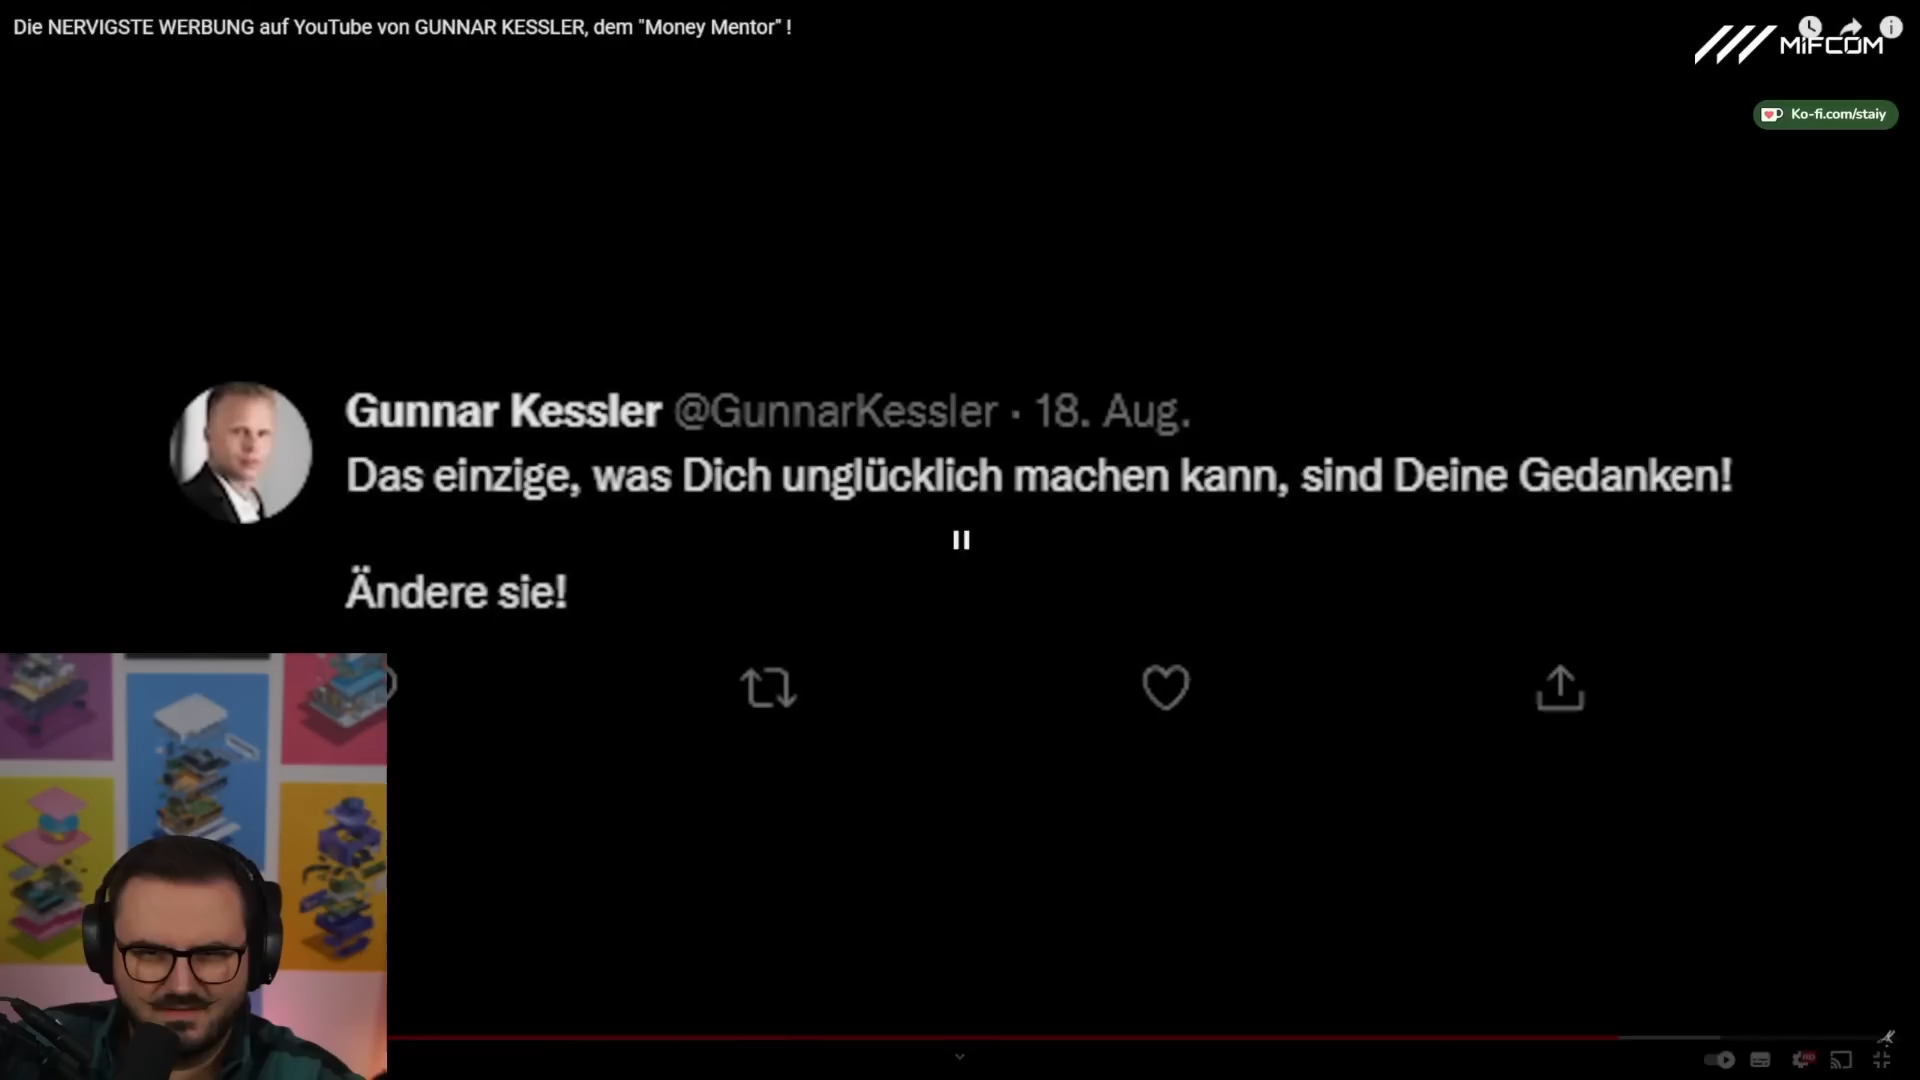 Die NERVIGSTE WERBUNG auf YouTube von GUNNAR KESSLER, dem "Money Mentor" !
MIFCOM
Ko-fi.com/staiy
Gunnar Kessler @GunnarKessler · 18. Aug.
Das einzige, was Dich unglücklich machen kann, sind Deine Gedanken!
Ändere sie!
HD